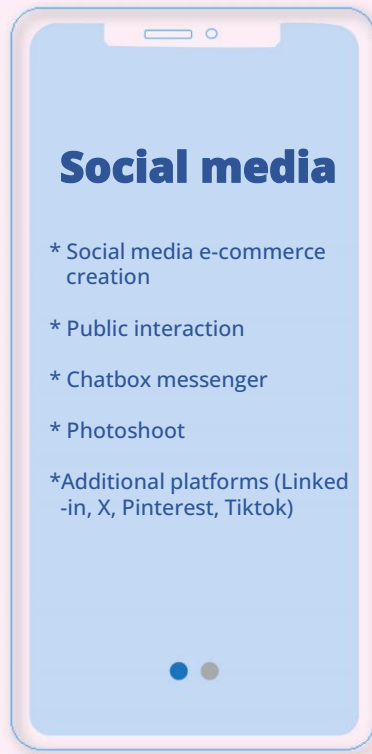 Social media
* Social media e-commerce
creation
* Public interaction
* Chatbox messenger
* Photoshoot
*Additional platforms (Linked
-in, X, Pinterest, Tiktok)